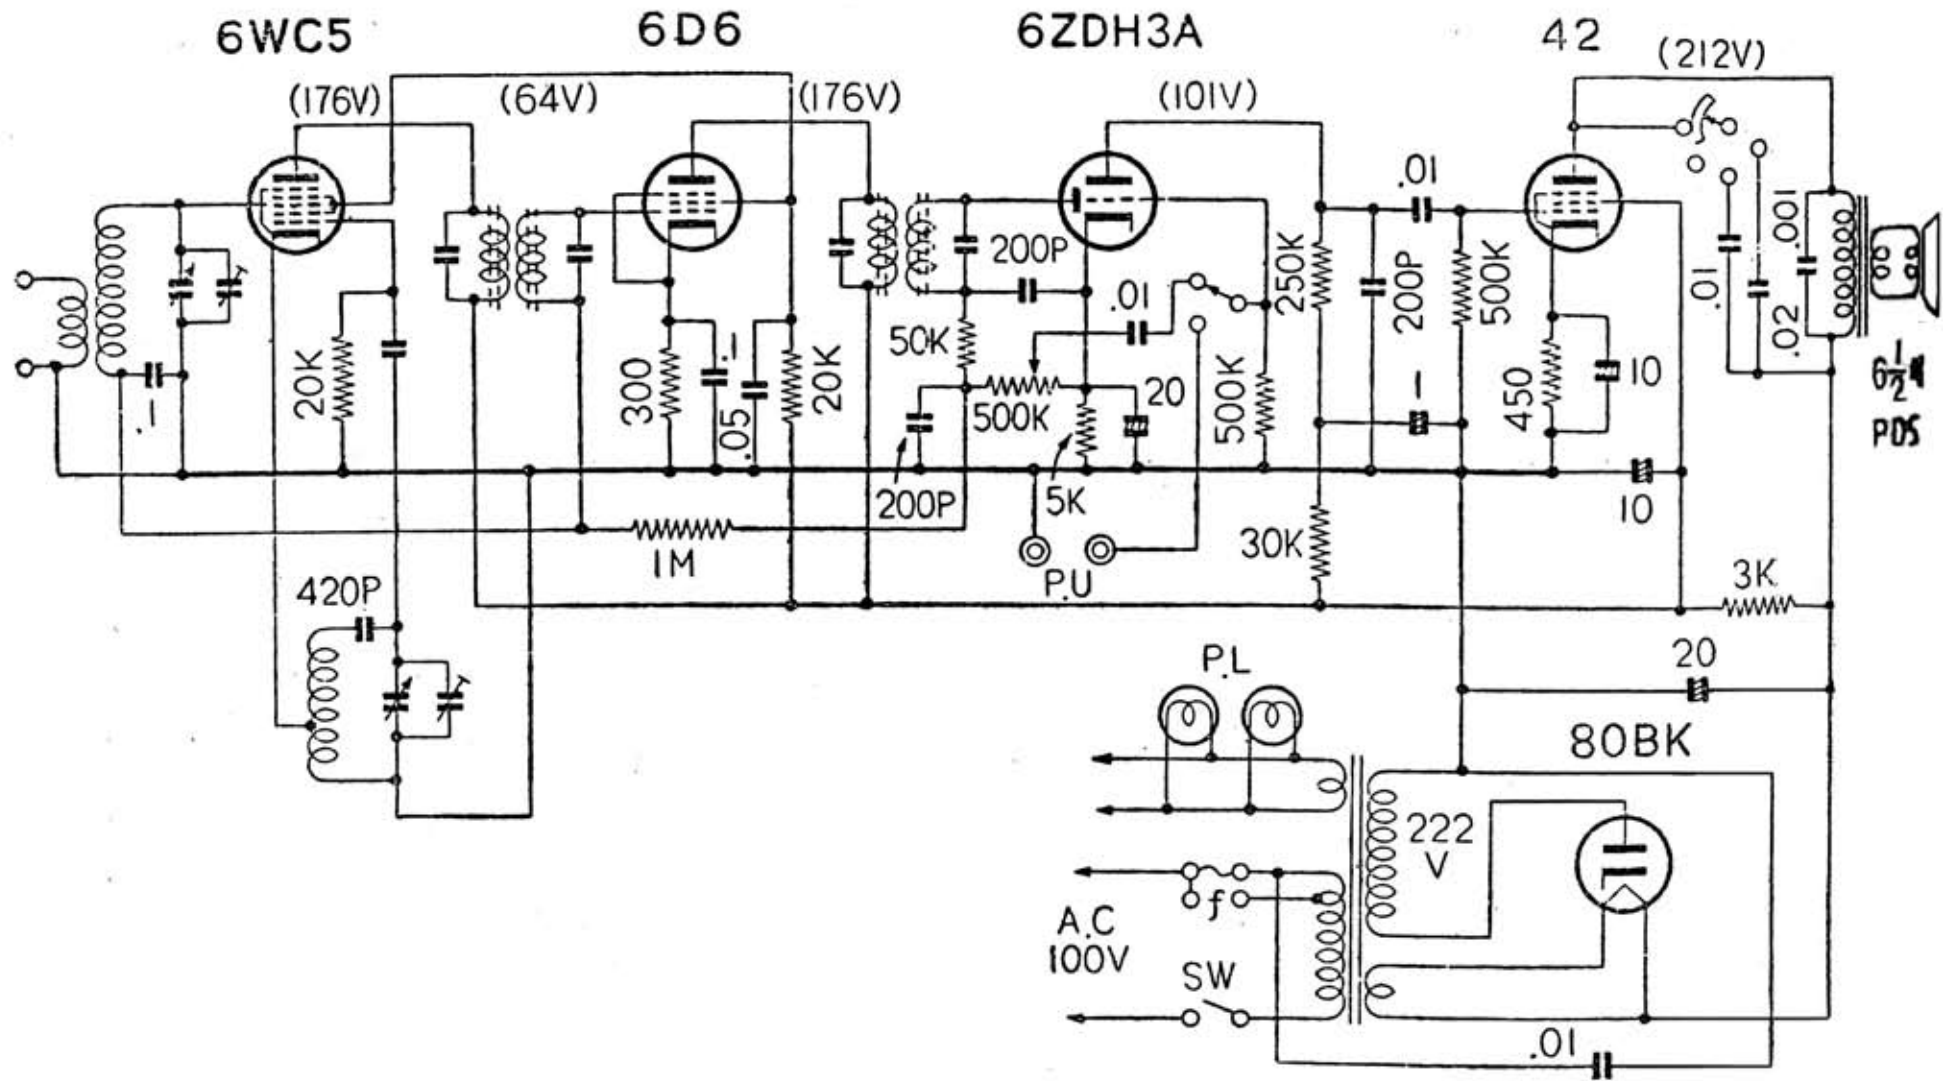 6WC5
6D6
6ZDH3A
42
(176V)
(64V)
(176V)
(101V)
(212V)
.01
.001
200P
.01
250K
200P
500K
.01
.02
20K
50K
300
.1
.05
20K
500K
20
500K
1
450
10
6 1/2
PDS
.1
200P
5K
10
1M
30K
P.U
3K
420P
20
P.L
80BK
222
V
f
A.C
100V
SW
.01